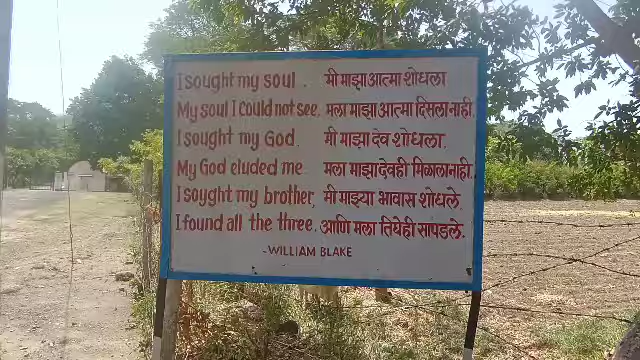 I sought my soul. मी माझा आत्मा शोधला
My soul I could not see. मला माझा आत्मा दिसला नाही.
I sought my God. मी माझा देव शोधला.
My God eluded me. मला माझा देवही मिळाला नाही.
I soyght my brother, मी माझ्या भावास शोधले.
I found all the three. आणि मला तिघेही सापडले.
-WILLIAM BLAKE